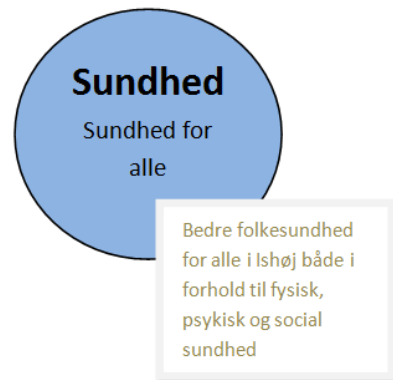 Sundhed
Sundhed for
alle
Bedre folkesundhed
for alle i Ishøj både i
forhold til fysisk,
psykisk og social
sundhed